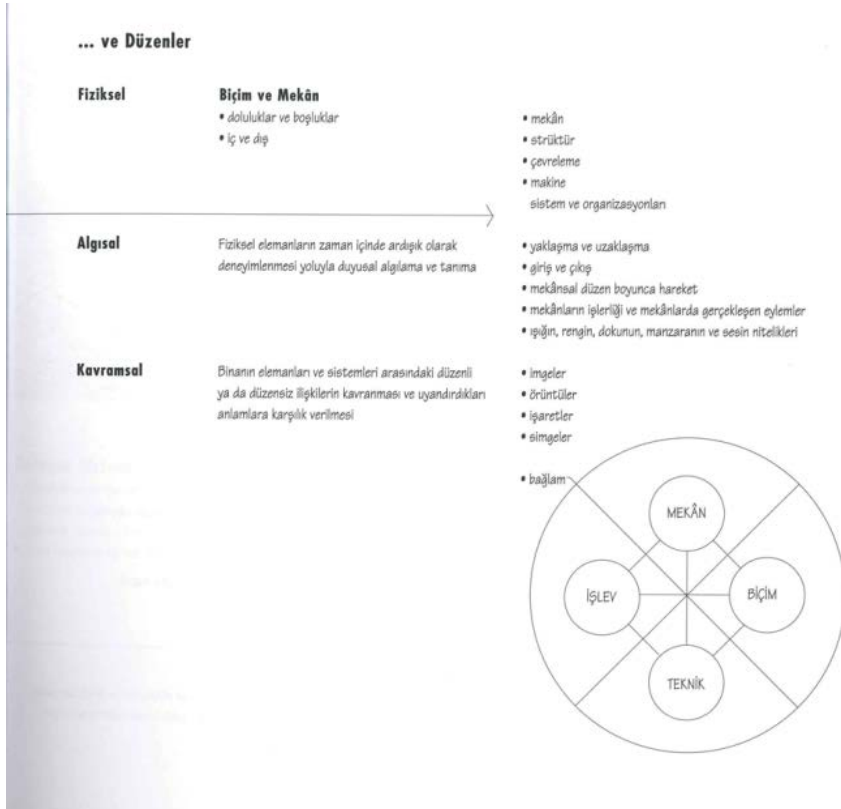 ... ve Düzenler
Fiziksel
Biçim ve Mekân
• doluluklar ve boşluklar
• iç ve dış
• mekân
• strüktür
• çevreleme
• makine
sistem ve organizasyonları
Algısal
Fiziksel elemanların zaman içinde ardışık olarak
deneyimlenmesi yoluyla duyusal algılama ve tanıma
• yaklaşma ve uzaklaşma
• giriş ve çıkış
• mekânsal düzen boyunca hareket
• mekânların işlerliği ve mekânlarda gerçekleşen eylemler
• ışığın, rengin, dokunun, manzaranın ve sesin nitelikleri
Kavramsal
Binanın elemanları ve sistemleri arasındaki düzenli
ya da düzensiz ilişkilerin kavranması ve uyandırdıkları
anlamlara karşılık verilmesi
• imgeler
• örüntüler
• işaretler
• simgeler
• bağlam
MEKÂN
İŞLEV
BİÇİM
TEKNİK